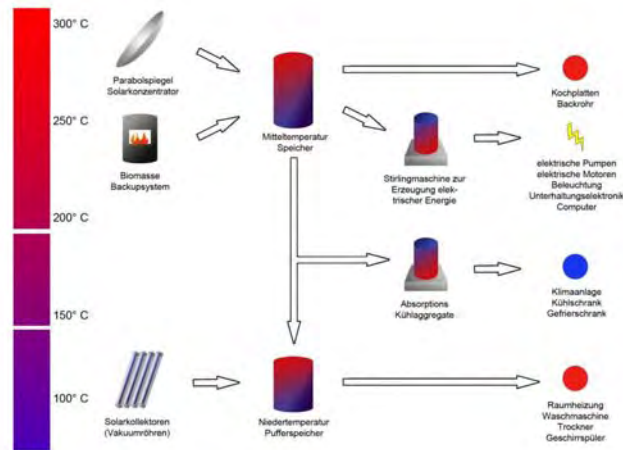 300° C
Parabolspiegel
Solarkonzentrator
Kochplatten
Backrohr
250° C
Mitteltemperatur
Speicher
Biomasse
Backupsystem
Stirlingmaschine zur
Erzeugung elek-
trischer Energie
elektrische Pumpen
elektrische Motoren
Beleuchtung
Unterhaltungselektronik
Computer
200° C
Absorptions
Kühlaggregate
Klimaanlage
Kühlschrank
Gefrierschrank
150° C
100° C
Solarkollektoren
(Vakuumröhren)
Niedertemperatur
Pufferspeicher
Raumheizung
Waschmaschine
Trockner
Geschirrspüler